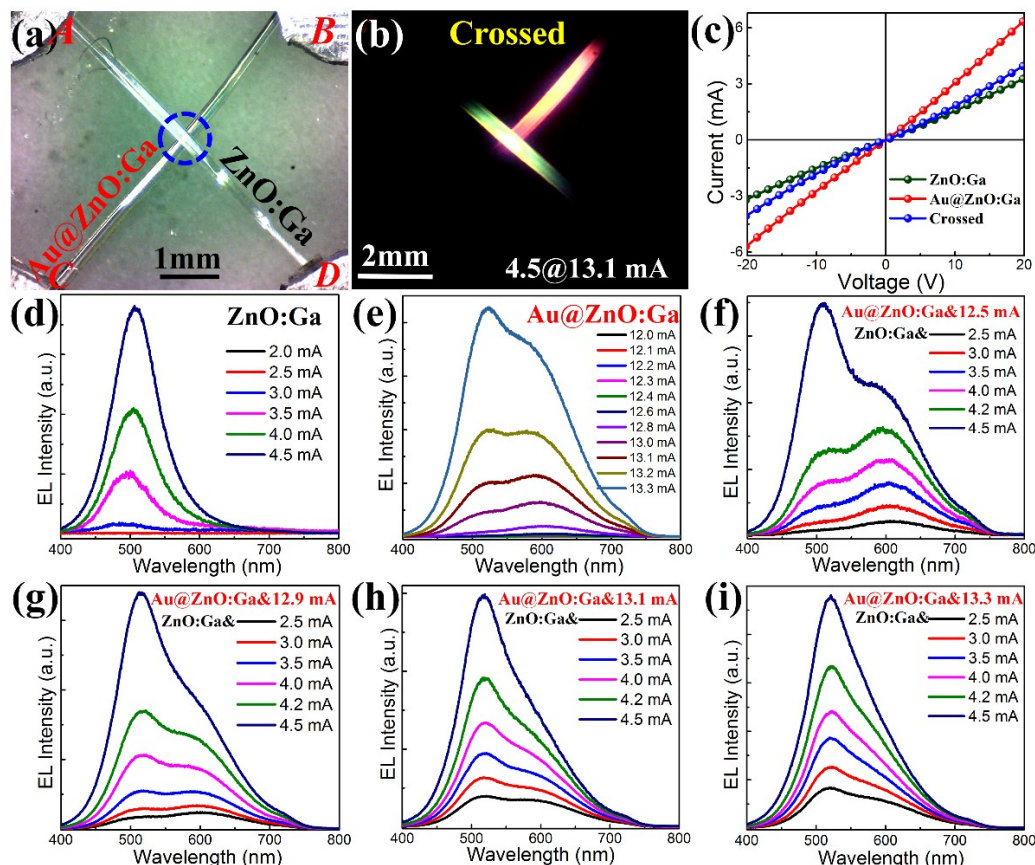 (a)
A
B
Au@ZnO:Ga
ZnO:Ga
C
D
1mm
(b)
Crossed
2mm
4.5@13.1 mA
(c)
Current (mA)
6
3
0
-3
-6
ZnO:Ga
Au@ZnO:Ga
Crossed
-20 -10 0 10 20
Voltage (V)
(d)
ZnO:Ga
2.0 mA
2.5 mA
3.0 mA
3.5 mA
4.0 mA
4.5 mA
EL Intensity (a.u.)
400 500 600 700 800
Wavelength (nm)
(e)
Au@ZnO:Ga
12.0 mA
12.1 mA
12.2 mA
12.3 mA
12.4 mA
12.6 mA
12.8 mA
13.0 mA
13.1 mA
13.2 mA
13.3 mA
EL Intensity (a.u.)
400 500 600 700 800
Wavelength (nm)
(f)
Au@ZnO:Ga&12.5 mA
ZnO:Ga& 2.5 mA
3.0 mA
3.5 mA
4.0 mA
4.2 mA
4.5 mA
EL Intensity (a.u.)
400 500 600 700 800
Wavelength (nm)
(g)
Au@ZnO:Ga&12.9 mA
ZnO:Ga& 2.5 mA
3.0 mA
3.5 mA
4.0 mA
4.2 mA
4.5 mA
EL Intensity (a.u.)
400 500 600 700 800
Wavelength (nm)
(h)
Au@ZnO:Ga&13.1 mA
ZnO:Ga& 2.5 mA
3.0 mA
3.5 mA
4.0 mA
4.2 mA
4.5 mA
EL Intensity (a.u.)
400 500 600 700 800
Wavelength (nm)
(i)
Au@ZnO:Ga&13.3 mA
ZnO:Ga& 2.5 mA
3.0 mA
3.5 mA
4.0 mA
4.2 mA
4.5 mA
EL Intensity (a.u.)
400 500 600 700 800
Wavelength (nm)